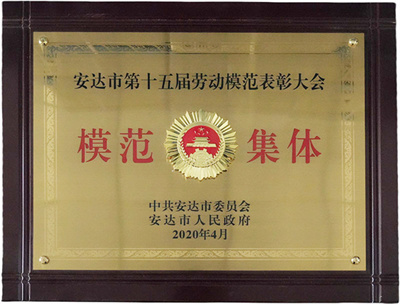 安达市第十五届劳动模范表彰大会
模范 集体
中共安达市委员会
安达市人民政府
2020年4月